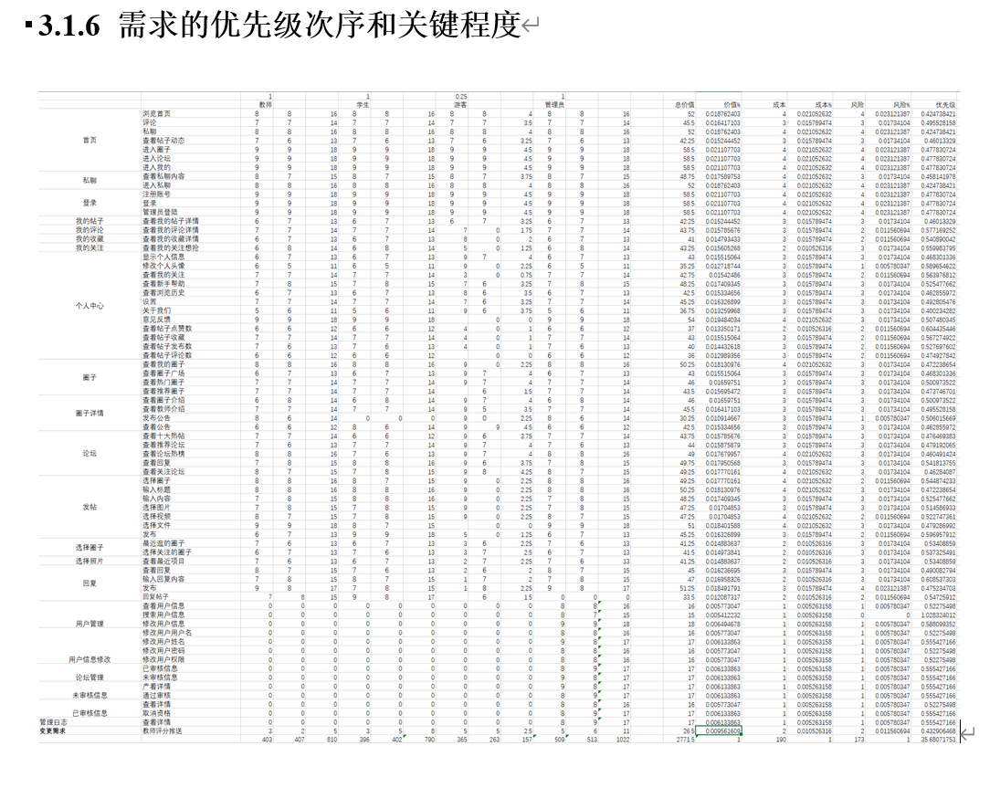 3.1.6 需求的优先级次序和关键程度
1 1 0.25 1
教师 学生 游客 管理员 总价值 价值% 成本 成本% 风险 风险% 优先级
浏览首页 8 8 16 8 8 16 8 8 4 8 8 16 52 0.018762403 4 0.021052632 4 0.023121387 0.424738421
评论 7 7 14 7 7 14 7 7 3.5 7 7 14 45.5 0.016417103 3 0.015789474 3 0.01734104 0.495528158
私聊 8 8 16 8 8 16 8 8 4 8 8 16 52 0.018762403 4 0.021052632 4 0.023121387 0.424738421
首页 查看帖子动态 7 6 13 7 6 13 7 6 3.25 7 6 13 42.25 0.015244452 3 0.015789474 3 0.01734104 0.46013329
进入圈子 9 9 18 9 9 18 9 9 4.5 9 9 18 58.5 0.021107703 4 0.021052632 4 0.023121387 0.477830724
进入论坛 9 9 18 9 9 18 9 9 4.5 9 9 18 58.5 0.021107703 4 0.021052632 4 0.023121387 0.477830724
进入我的 9 9 18 9 9 18 9 9 4.5 9 9 18 58.5 0.021107703 4 0.021052632 4 0.023121387 0.477830724
私聊 查看私聊内容 8 7 15 8 7 15 8 7 3.75 8 7 15 48.75 0.017589753 4 0.021052632 3 0.01734104 0.458141978
进入私聊 8 8 16 8 8 16 8 8 4 8 8 16 52 0.018762403 4 0.021052632 4 0.023121387 0.424738421
注册账号 9 9 18 9 9 18 9 9 4.5 9 9 18 58.5 0.021107703 4 0.021052632 4 0.023121387 0.477830724
登录 登录 9 9 18 9 9 18 9 9 4.5 9 9 18 58.5 0.021107703 4 0.021052632 4 0.023121387 0.477830724
管理员登陆 9 9 18 9 9 18 9 9 4.5 9 9 18 58.5 0.021107703 4 0.021052632 4 0.023121387 0.477830724
我的帖子 查看我的帖子详情 6 7 13 6 7 13 6 7 3.25 6 7 13 42.25 0.015244452 3 0.015789474 3 0.01734104 0.46013329
我的评论 查看我的评论详情 7 7 14 7 7 14 7 0 1.75 7 7 14 43.75 0.015785676 3 0.015789474 2 0.011560694 0.577169252
我的收藏 查看我的收藏详情 6 7 13 6 7 13 8 0 2 6 7 13 41 0.014793433 3 0.015789474 2 0.011560694 0.540890042
我的关注 查看我的关注想抢 6 8 14 6 8 14 5 0 1.25 6 8 14 43.25 0.015605268 2 0.010526316 3 0.01734104 0.559983795
显示个人信息 6 7 13 6 7 13 9 7 4 6 7 13 43 0.015515064 3 0.015789474 3 0.01734104 0.468301336
修改个人头像 6 5 11 6 5 11 9 0 2.25 6 5 11 35.25 0.012718744 3 0.015789474 1 0.005780347 0.589654622
查看我的关注 7 7 14 7 7 14 3 0 0.75 7 7 14 42.75 0.01542486 3 0.015789474 2 0.011560694 0.563976812
查看新手帮助 7 8 15 7 8 15 7 6 3.25 7 8 15 48.25 0.017409345 3 0.015789474 3 0.01734104 0.525477662
查看浏览历史 6 7 13 6 7 13 8 6 3.5 6 7 13 42.5 0.015334656 3 0.015789474 3 0.01734104 0.462855972
设置 7 7 14 7 7 14 7 6 3.25 7 7 14 45.25 0.016326899 3 0.015789474 3 0.01734104 0.492805476
个人中心 关于我们 5 6 11 5 6 11 9 6 3.75 5 6 11 36.75 0.013259968 3 0.015789474 3 0.01734104 0.400234282
意见反馈 9 9 18 9 9 18 0 0 9 9 18 54 0.019484034 4 0.021052632 3 0.01734104 0.507480345
查看帖子点赞数 6 6 12 6 6 12 4 0 1 6 6 12 37 0.013350171 2 0.010526316 2 0.011560694 0.604435446
查看帖子收藏 7 7 14 7 7 14 4 0 1 7 7 14 43 0.015515064 3 0.015789474 2 0.011560694 0.567274922
查看帖子发布数 7 6 13 7 6 13 4 0 1 7 6 13 40 0.014432618 3 0.015789474 2 0.011560694 0.527697602
查看帖子评论数 6 6 12 6 6 12 0 0 6 6 12 36 0.012989356 3 0.015789474 2 0.011560694 0.474927842
查看我的圈子 8 8 16 8 8 16 9 0 2.25 8 8 16 50.25 0.018130976 4 0.021052632 3 0.01734104 0.472238654
圈子 查看圈子广场 6 7 13 6 7 13 9 7 4 6 7 13 43 0.015515064 3 0.015789474 3 0.01734104 0.468301336
查看热门圈子 7 7 14 7 7 14 9 7 4 7 7 14 46 0.01659751 3 0.015789474 3 0.01734104 0.500973522
查看推荐圈子 7 7 14 7 7 14 6 1.5 7 7 14 43.5 0.015695472 3 0.015789474 3 0.01734104 0.473746701
查看圈子介绍 6 8 14 6 8 14 9 7 4 6 8 14 46 0.01659751 3 0.015789474 3 0.01734104 0.500973522
圈子详情 查看教师介绍 7 7 14 7 7 14 9 5 3.5 7 7 14 45.5 0.016417103 3 0.015789474 3 0.01734104 0.495528158
发布公告 8 6 14 0 0 0 9 0 2.25 8 6 14 30.25 0.010914667 3 0.015789474 1 0.005780347 0.506015669
查看公告 6 6 12 8 6 14 9 9 4.5 6 6 12 42.5 0.015334656 3 0.015789474 3 0.01734104 0.462855972
查看十大热帖 7 7 14 6 6 12 9 6 3.75 7 7 14 43.75 0.015785676 3 0.015789474 3 0.01734104 0.476469383
查看推荐论坛 7 6 13 7 7 14 9 7 4 7 6 13 44 0.015875879 3 0.015789474 3 0.01734104 0.479192065
论坛 查看论坛热榜 8 8 16 7 6 13 9 7 4 8 8 16 49 0.017679957 4 0.021052632 3 0.01734104 0.460491424
查看回复 7 8 15 8 8 16 9 6 3.75 7 8 15 49.75 0.017950568 3 0.015789474 3 0.01734104 0.541813755
查看关注论坛 8 7 15 7 8 15 9 8 4.25 8 7 15 49.25 0.017770161 4 0.021052632 3 0.01734104 0.46284087
选择圈子 8 8 16 8 7 15 9 0 2.25 8 8 16 49.25 0.017770161 4 0.021052632 2 0.011560694 0.544874233
输入标题 8 8 16 8 8 16 9 0 2.25 8 8 16 50.25 0.018130976 4 0.021052632 3 0.01734104 0.472238654
输入内容 7 8 15 8 8 16 9 0 2.25 7 8 15 48.25 0.017409345 3 0.015789474 3 0.01734104 0.525477662
发帖 选择图片 7 8 15 7 8 15 9 0 2.25 7 8 15 47.25 0.01704853 3 0.015789474 3 0.01734104 0.514586933
选择视频 8 7 15 7 8 15 9 0 2.25 8 7 15 47.25 0.01704853 4 0.021052632 2 0.011560694 0.522747361
选择文件 9 9 18 8 7 15 0 0 9 9 18 51 0.018401588 4 0.021052632 3 0.01734104 0.479286992
发布 6 7 13 9 9 18 5 0 1.25 6 7 13 45.25 0.016326899 3 0.015789474 2 0.011560694 0.596957912
选择圈子 最近逛的圈子 7 6 13 6 7 13 3 6 2.25 7 6 13 41.25 0.014883637 2 0.010526316 3 0.01734104 0.53408859
选择关注的圈子 6 7 13 7 6 13 3 7 2.5 6 7 13 41.5 0.014973841 2 0.010526316 3 0.01734104 0.537325491
选择照片 查看最近项目 7 6 13 6 7 13 2 7 2.25 7 6 13 41.25 0.014883637 2 0.010526316 3 0.01734104 0.53408859
查看回复 8 7 15 7 6 13 2 6 2 8 7 15 45 0.016236695 3 0.015789474 3 0.01734104 0.490082794
回复 输入回复内容 7 8 15 8 7 15 1 7 2 7 8 15 47 0.016958326 2 0.010526316 3 0.01734104 0.608537303
发布 9 8 17 7 8 15 1 8 2.25 9 8 17 51.25 0.018491791 3 0.015789474 4 0.023121387 0.475234703
回复帖子 7 8 15 9 8 17 6 1.5 0 0 0 33.5 0.012087317 2 0.010526316 2 0.011560694 0.54725912
查看用户信息 0 0 0 0 0 0 0 0 0 8 8 16 16 0.005773047 1 0.005263158 1 0.005780347 0.52275498
搜素用户信息 0 0 0 0 0 0 0 0 0 8 7 15 15 0.005412232 1 0.005263158 0 0 1.028324012
用户管理 修改用户信息 0 0 0 0 0 0 0 0 0 9 9 18 18 0.006494678 1 0.005263158 1 0.005780347 0.588099352
修改用户用户名 0 0 0 0 0 0 0 0 0 8 8 16 16 0.005773047 1 0.005263158 1 0.005780347 0.52275498
修改用户姓名 0 0 0 0 0 0 0 0 0 9 8 17 17 0.006133863 1 0.005263158 1 0.005780347 0.555427166
修改用户密码 0 0 0 0 0 0 0 0 0 8 8 16 16 0.005773047 1 0.005263158 1 0.005780347 0.52275498
用户信息修改 修改用户权限 0 0 0 0 0 0 0 0 0 8 8 16 16 0.005773047 1 0.005263158 1 0.005780347 0.52275498
已审核信息 0 0 0 0 0 0 0 0 0 8 9 17 17 0.006133863 1 0.005263158 1 0.005780347 0.555427166
论坛管理 未审核信息 0 0 0 0 0 0 0 0 0 9 8 17 17 0.006133863 1 0.005263158 1 0.005780347 0.555427166
产看详情 0 0 0 0 0 0 0 0 0 9 8 17 17 0.006133863 1 0.005263158 1 0.005780347 0.555427166
未审核信息 通过审核 0 0 0 0 0 0 0 0 0 8 9 17 17 0.006133863 1 0.005263158 1 0.005780347 0.555427166
查看详情 0 0 0 0 0 0 0 0 0 8 8 16 16 0.005773047 1 0.005263158 1 0.005780347 0.52275498
已审核信息 取消资格 0 0 0 0 0 0 0 0 0 8 9 17 17 0.006133863 1 0.005263158 1 0.005780347 0.555427166
管理日志 查看详情 0 0 0 0 0 0 0 0 0 8 9 17 17 0.006133863 1 0.005263158 1 0.005780347 0.555427166
变更需求 教师评分推送 3 2 5 3 5 8 5 5 2.5 5 6 11 26.5 0.009561609 2 0.010526316 2 0.011560694 0.432906468
403 407 810 396 402 790 365 263 157 509 513 1022 2771.5 1 190 1 173 1 35.68071753